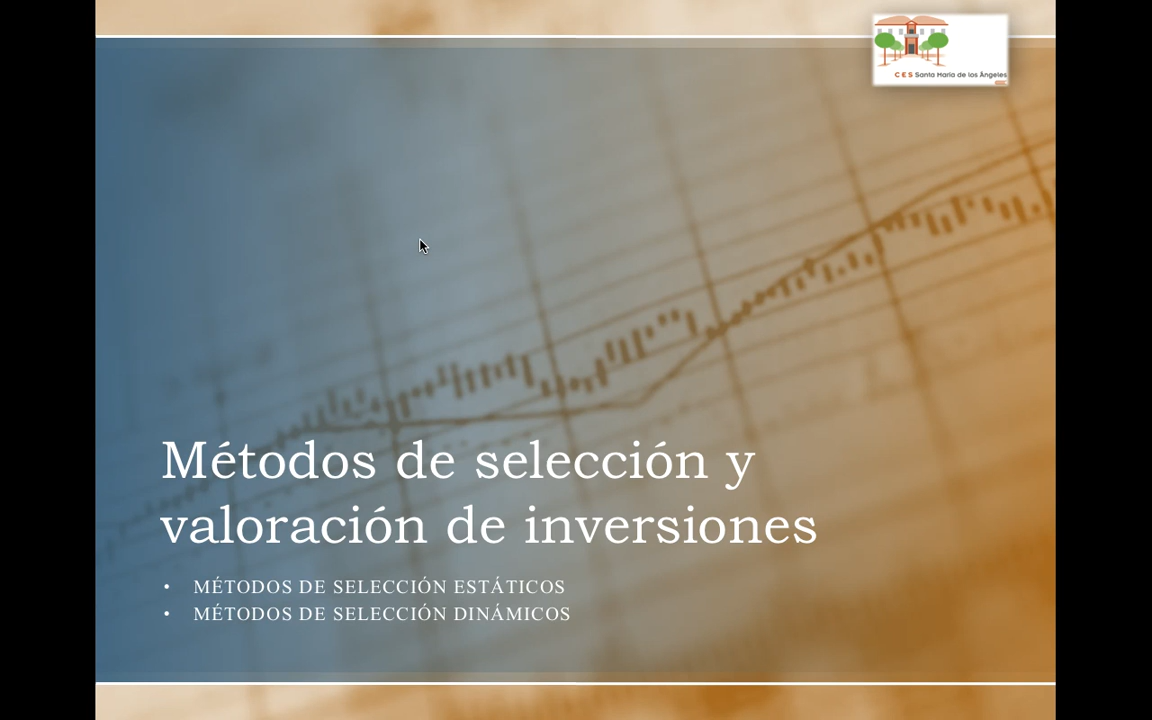 CES Santa María de los Ángeles
Métodos de selección y
valoración de inversiones
• MÉTODOS DE SELECCIÓN ESTÁTICOS
• MÉTODOS DE SELECCIÓN DINÁMICOS